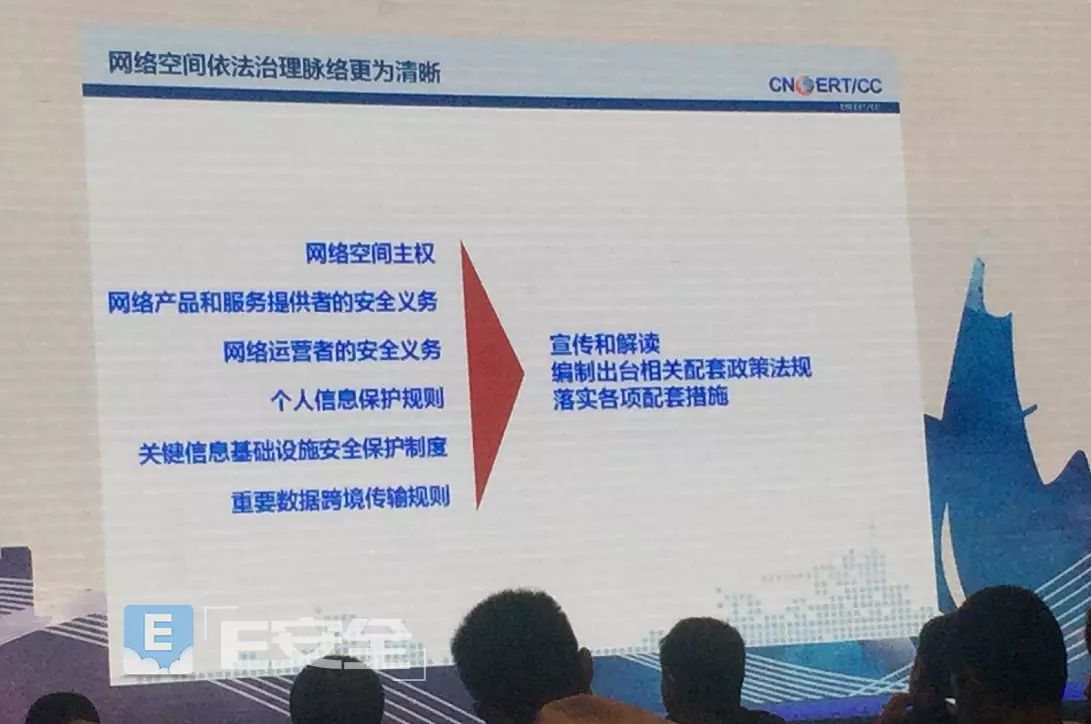 网络空间依法治理脉络更为清晰
CNCERT/CC
网络空间主权
网络产品和服务提供者的安全义务
网络运营者的安全义务
个人信息保护规则
关键信息基础设施安全保护制度
重要数据跨境传输规则
宣传和解读
编制出台相关配套政策法规
落实各项配套措施
E
E安全